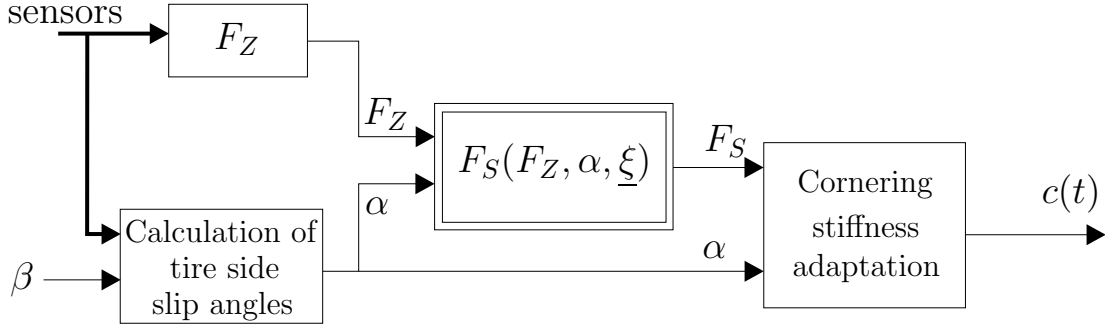 sensors
F_Z
F_Z
F_S(F_Z, α, ξ)
F_S
α
Cornering
stiffness
adaptation
c(t)
β
Calculation of
tire side
slip angles
α